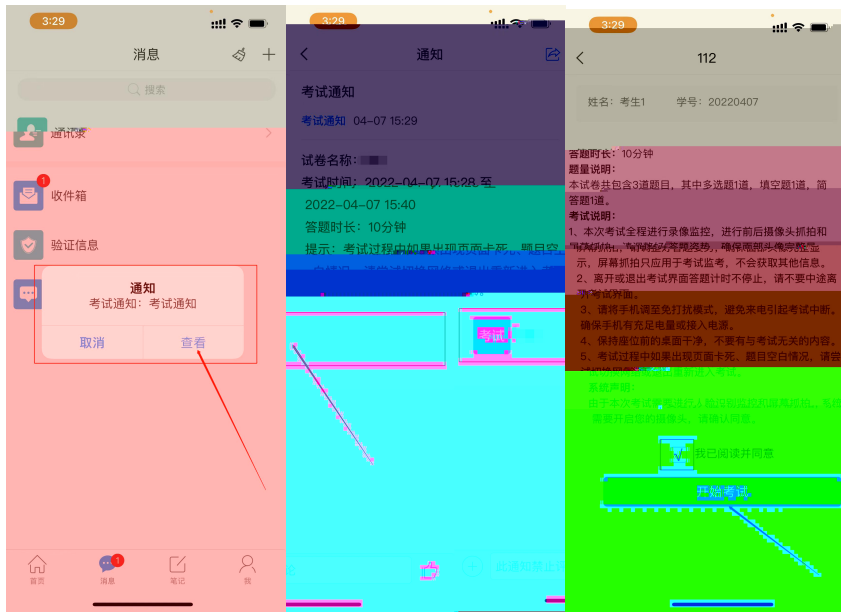 3:29
消息
搜索
通讯录
1
收件箱
验证信息
通知
考试通知：考试通知
取消
查看
首页
1
消息
笔记
我
3:29
通知
考试通知
考试通知 04-07 15:29
试卷名称：
考试时间：2022-04-07 15:28 至
2022-04-07 15:40
答题时长：10分钟
提示：考试过程中如果出现页面卡死、题目空
考试
此通知禁止
3:29
112
姓名：考生1 学号：20220407
答题时长：10分钟
题量说明：
本试卷共包含3道题目，其中多选题1道，填空题1道，简
答题1道。
考试说明：
1、本次考试全程进行录像监控，进行前后摄像头抓拍和
示，屏幕抓拍只应用于考试监考，不会获取其他信息。
2、离开或退出考试界面答题计时不停止，请不要中途离
开考试界面。
3、请将手机调至免打扰模式，避免来电引起考试中断。
确保手机有充足电量或接入电源。
4、保持座位前的桌面干净，不要有与考试无关的内容。
5、考试过程中如果出现页面卡死、题目空白情况，请尝
系统声明：
需要开启您的摄像头，请确认同意。
我已阅读并同意
开始考试